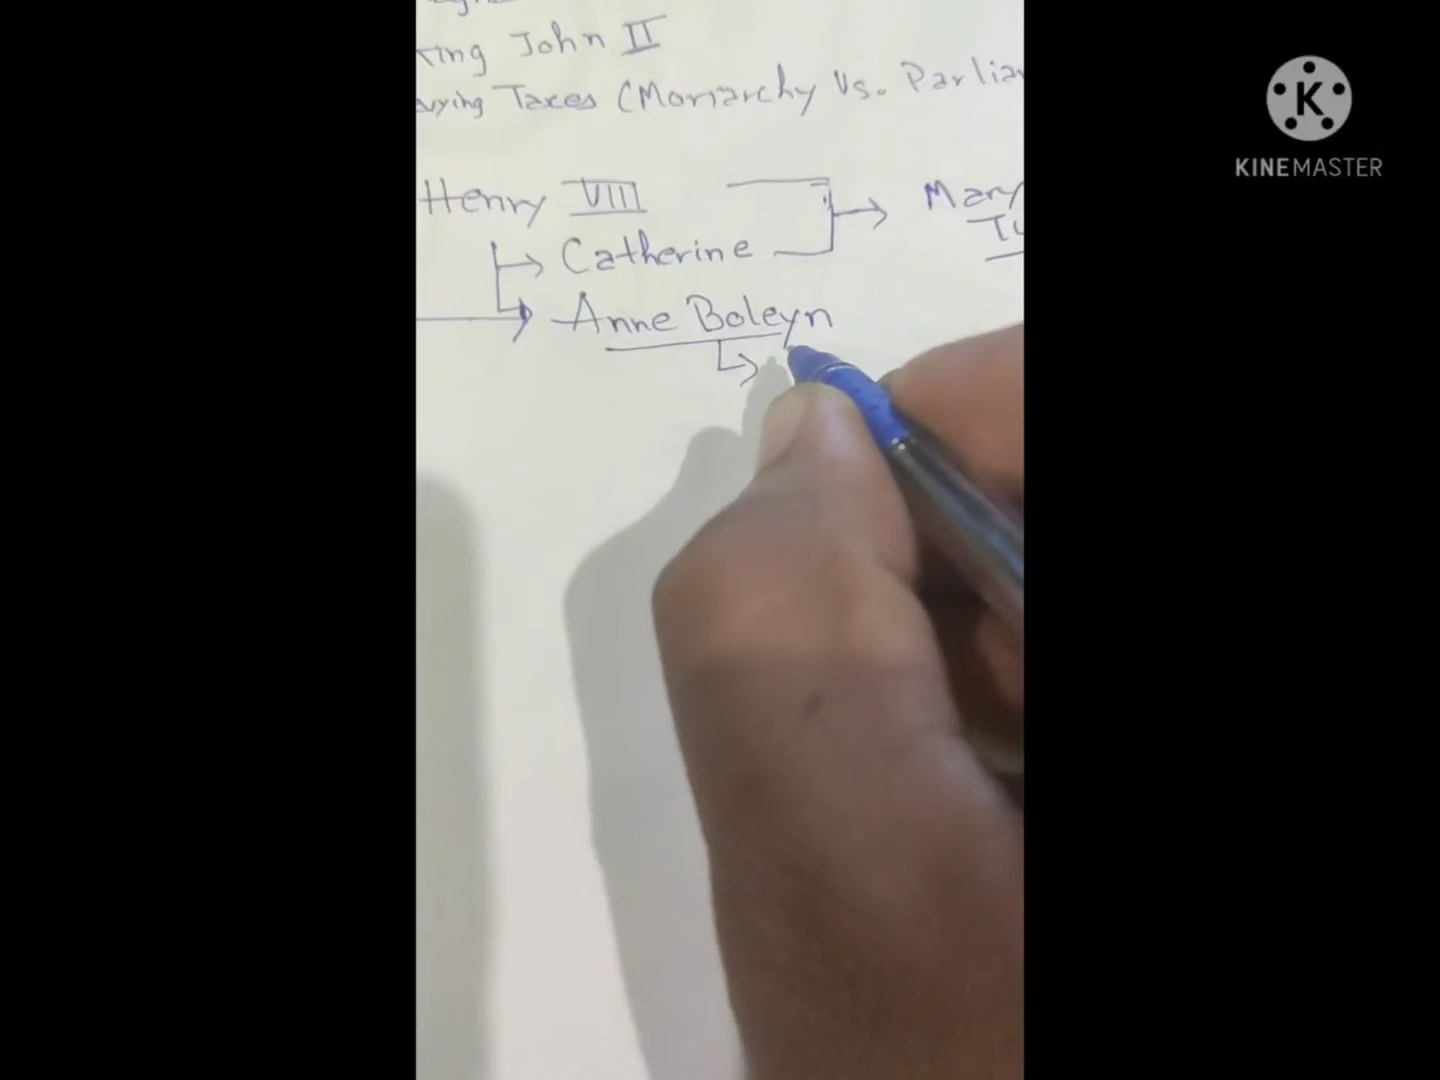 King John II
Taxes (Monarchy Vs. Parlia
Henry VIII
Mary
Catherine
Anne Boleyn
K
KINEMASTER